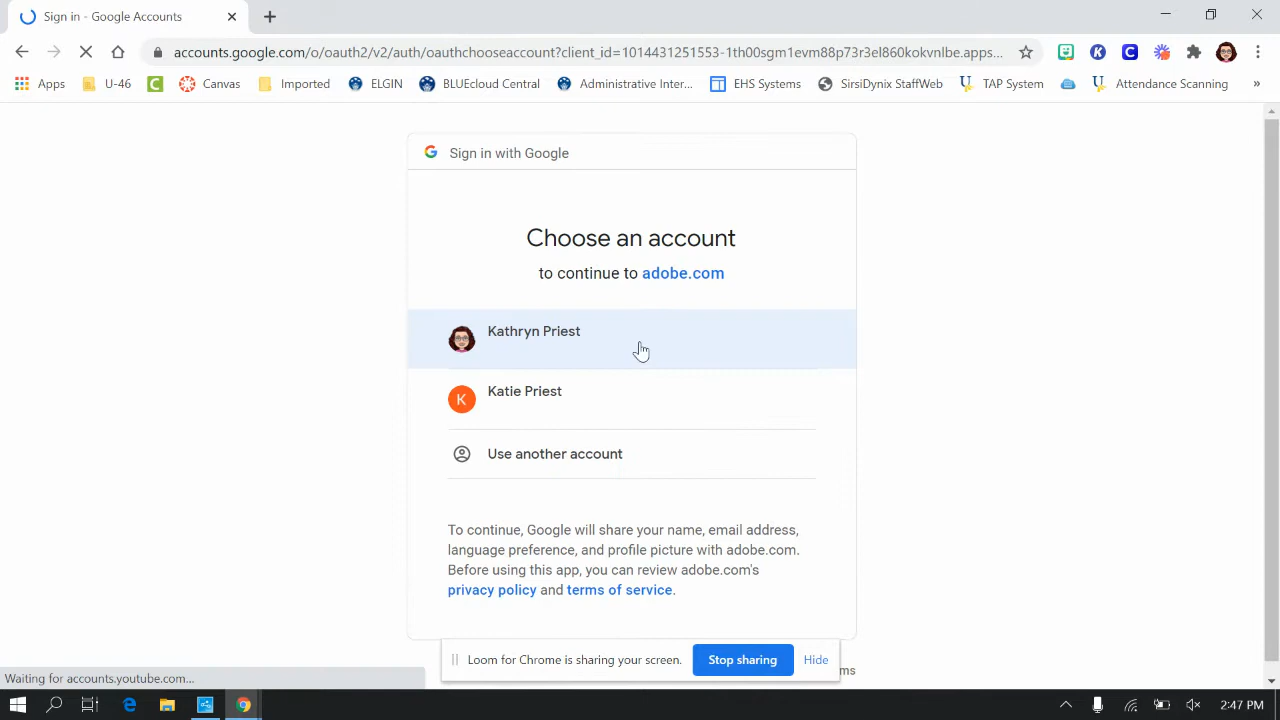 Sign in - Google Accounts
accounts.google.com/o/oauth2/v2/auth/oauthchooseaccount?client_id=1014431251553-1th00sgm1evm88p73r3el860kokvnlbe.apps...
Apps U-46 Canvas Imported ELGIN BLUEcloud Central Administrative Inter... EHS Systems SirsiDynix StaffWeb TAP System Attendance Scanning »
Sign in with Google
Choose an account
to continue to adobe.com
Kathryn Priest
K Katie Priest
Use another account
To continue, Google will share your name, email address,
language preference, and profile picture with adobe.com.
Before using this app, you can review adobe.com's
privacy policy and terms of service.
Loom for Chrome is sharing your screen. Stop sharing Hide
Waiting for accounts.youtube.com...
2:47 PM